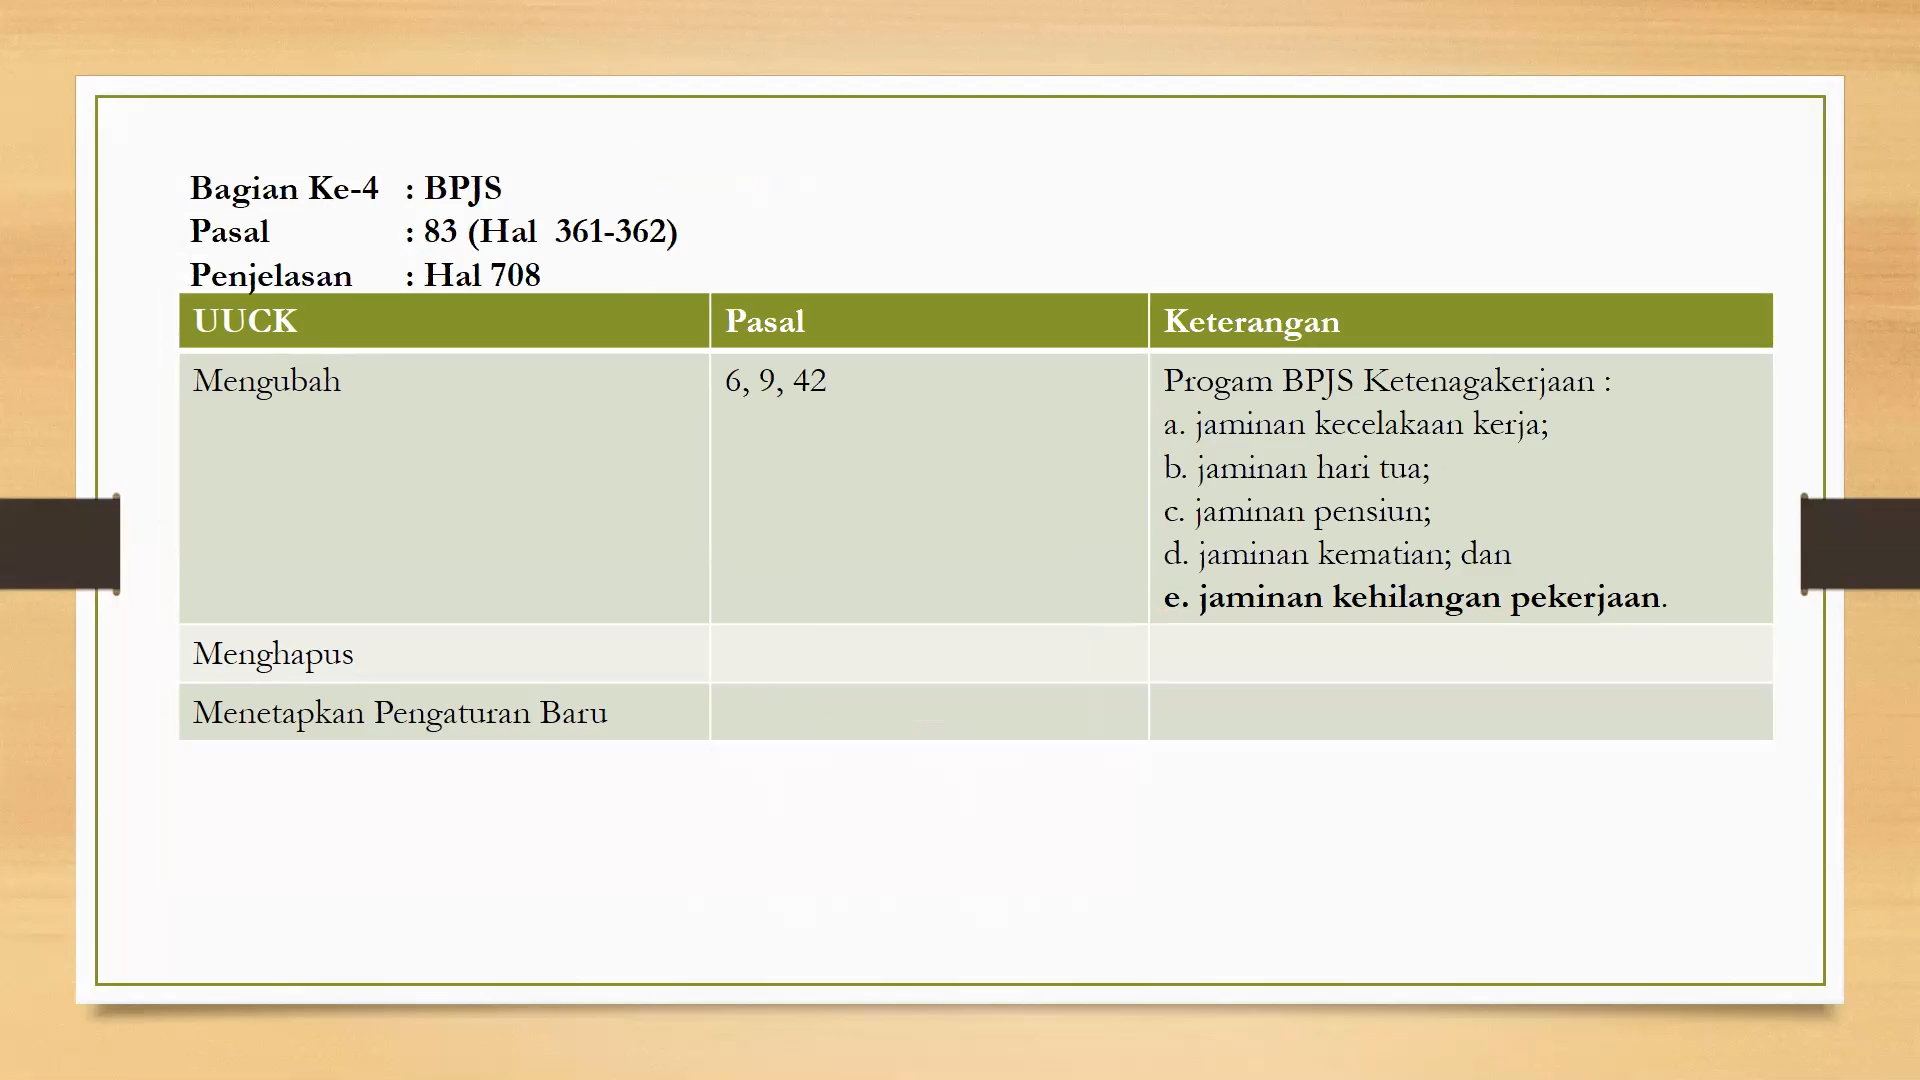 Bagian Ke-4 : BPJS
Pasal : 83 (Hal 361-362)
Penjelasan : Hal 708
UUCK Pasal Keterangan
Mengubah 6, 9, 42 Progam BPJS Ketenagakerjaan :
a. jaminan kecelakaan kerja;
b. jaminan hari tua;
c. jaminan pensiun;
d. jaminan kematian; dan
e. jaminan kehilangan pekerjaan.
Menghapus
Menetapkan Pengaturan Baru